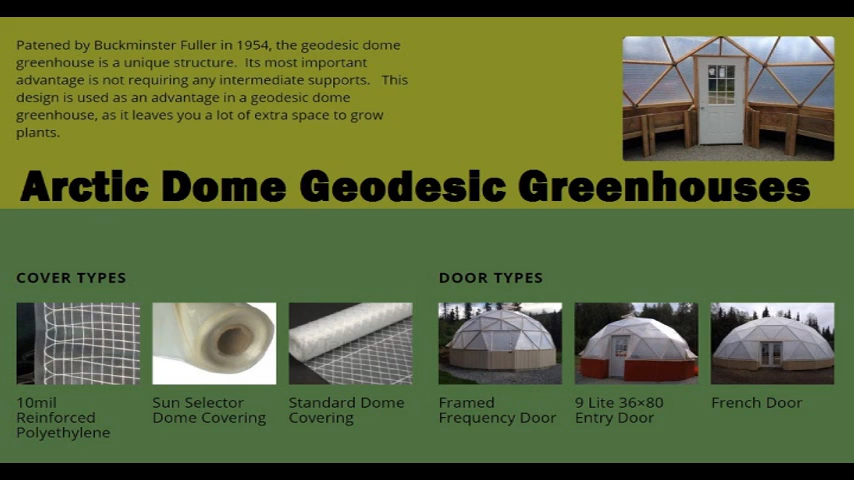 Patened by Buckminster Fuller in 1954, the geodesic dome
greenhouse is a unique structure. Its most important
advantage is not requiring any intermediate supports. This
design is used as an advantage in a geodesic dome
greenhouse, as it leaves you a lot of extra space to grow
plants.
Arctic Dome Geodesic Greenhouses
COVER TYPES
10mil
Reinforced
Polyethylene
Sun Selector
Dome Covering
Standard Dome
Covering
DOOR TYPES
Framed
Frequency Door
9 Lite 36×80
Entry Door
French Door